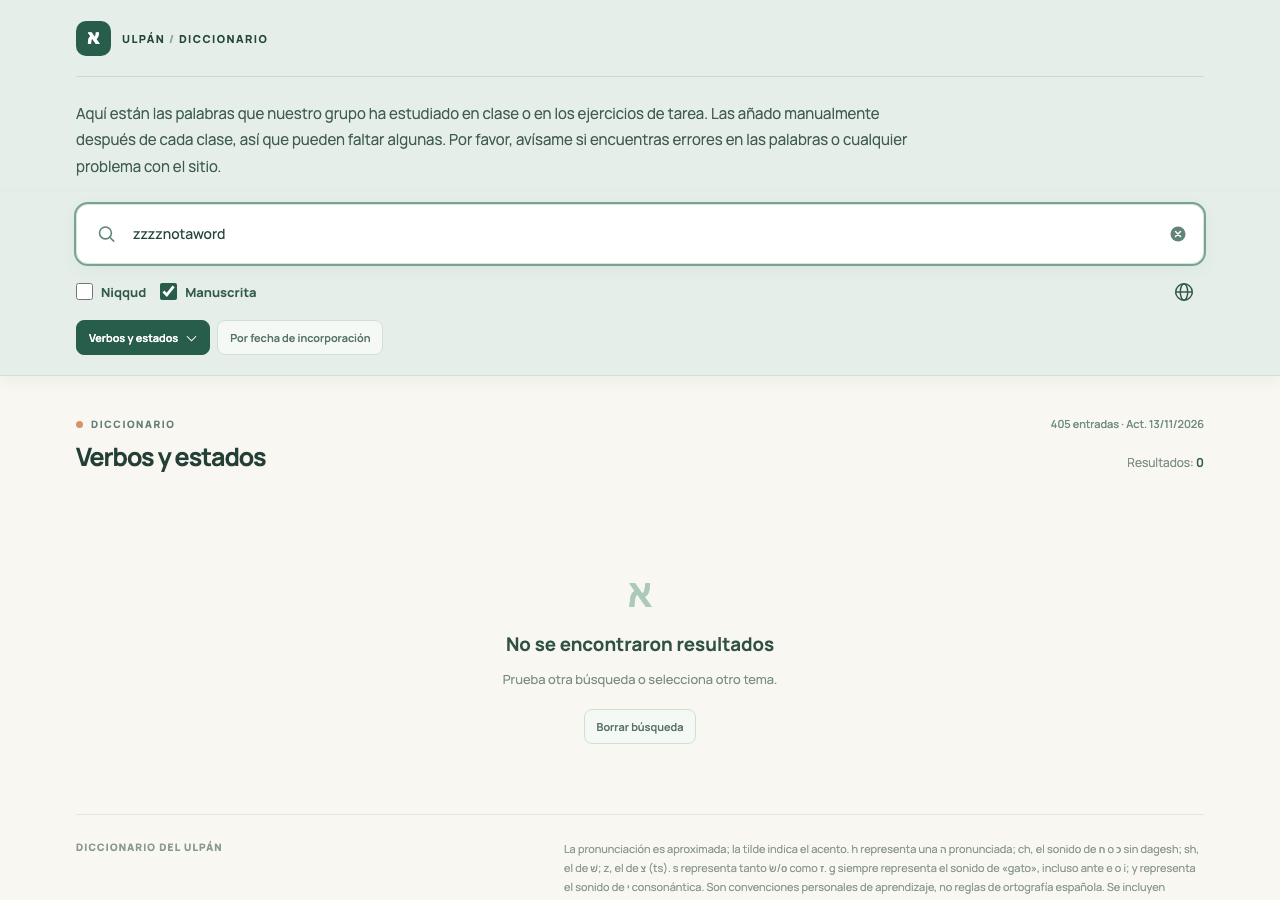 א ULPÁN / DICCIONARIO
Aquí están las palabras que nuestro grupo ha estudiado en clase o en los ejercicios de tarea. Las añado manualmente
después de cada clase, así que pueden faltar algunas. Por favor, avísame si encuentras errores en las palabras o cualquier
problema con el sitio.
zzzznotaword
Niqqud Manuscrita
Verbos y estados Por fecha de incorporación
DICCIONARIO 405 entradas · Act. 13/11/2026
Verbos y estados Resultados: 0
א
No se encontraron resultados
Prueba otra búsqueda o selecciona otro tema.
Borrar búsqueda
DICCIONARIO DEL ULPÁN
La pronunciación es aproximada; la tilde indica el acento. h representa una ה pronunciada; ch, el sonido de ח o כ sin dagesh; sh,
el de שׁ; z, el de צ (ts). s representa tanto ס/שׂ como ז. g siempre representa el sonido de «gato», incluso ante e o i; y representa
el sonido de י consonántica. Son convenciones personales de aprendizaje, no reglas de ortografía española. Se incluyen